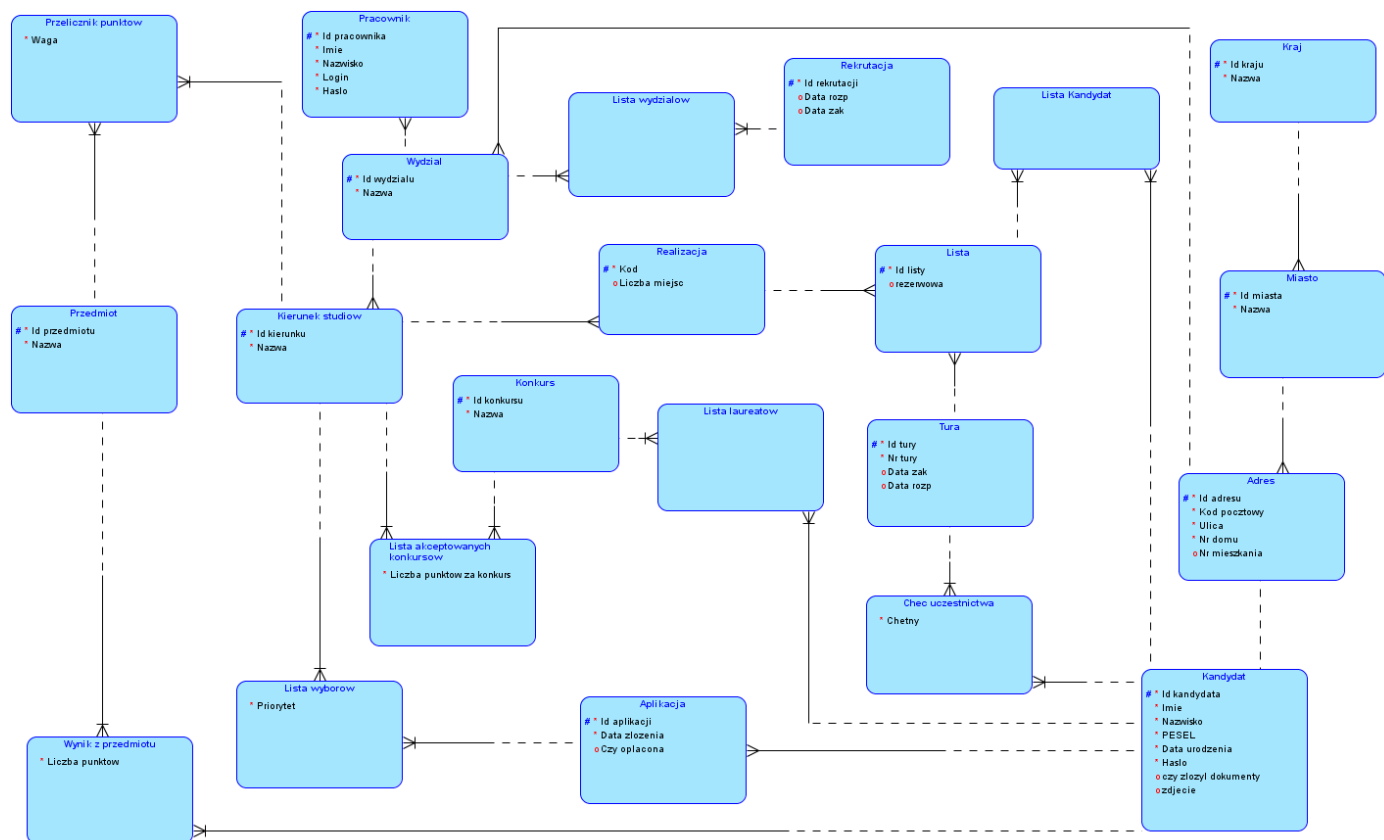 Przelicznik punktow
* Waga
Pracownik
# * Id pracownika
* Imie
* Nazwisko
* Login
* Haslo
Rekrutacja
# * Id rekrutacji
o Data rozp
o Data zak
Kraj
# * Id kraju
* Nazwa
Lista wydzialow
Lista Kandydat
Wydzial
# * Id wydzialu
* Nazwa
Realizacja
# * Kod
o Liczba miejsc
Lista
# * Id listy
o rezerwowa
Miasto
# * Id miasta
* Nazwa
Przedmiot
# * Id przedmiotu
* Nazwa
Kierunek studiow
# * Id kierunku
* Nazwa
Konkurs
# * Id konkursu
* Nazwa
Lista laureatow
Tura
# * Id tury
* Nr tury
o Data zak
o Data rozp
Adres
# * Id adresu
* Kod pocztowy
* Ulica
* Nr domu
o Nr mieszkania
Lista akceptowanych
konkursow
* Liczba punktow za konkurs
Chec uczestnictwa
* Chetny
Lista wyborow
* Priorytet
Aplikacja
# * Id aplikacji
* Data zlozenia
o Czy oplacona
Kandydat
# * Id kandydata
* Imie
* Nazwisko
* PESEL
* Data urodzenia
* Haslo
o czy zlozyl dokumenty
o zdjecie
Wynik z przedmiotu
* Liczba punktow